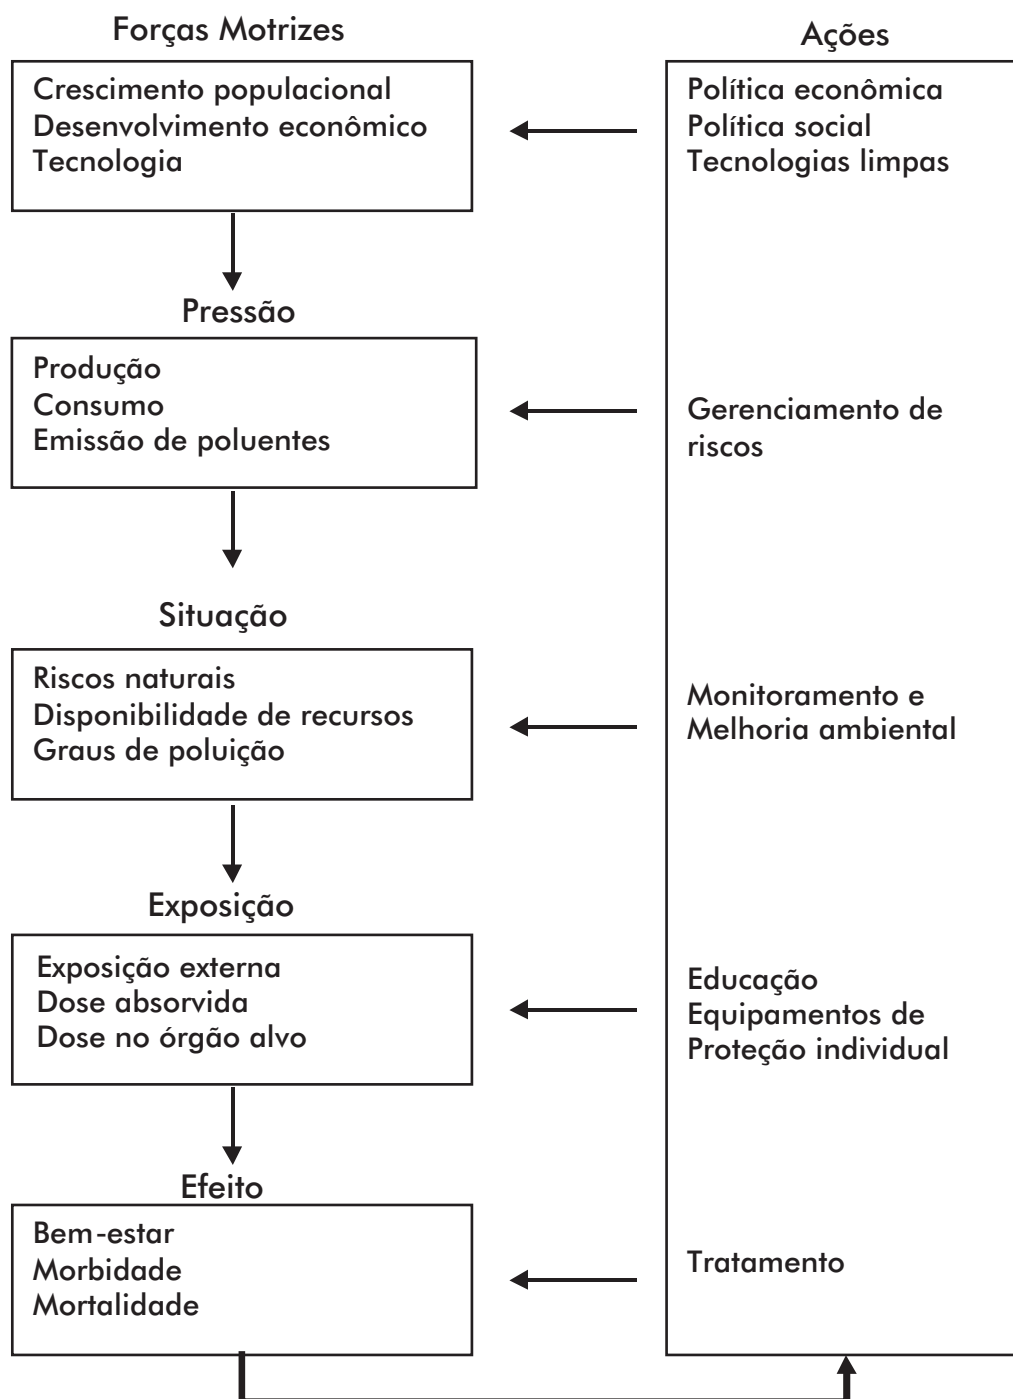 Forças Motrizes
Crescimento populacional
Desenvolvimento econômico
Tecnologia
Pressão
Produção
Consumo
Emissão de poluentes
Situação
Riscos naturais
Disponibilidade de recursos
Graus de poluição
Exposição
Exposição externa
Dose absorvida
Dose no órgão alvo
Efeito
Bem-estar
Morbidade
Mortalidade
Ações
Política econômica
Política social
Tecnologias limpas
Gerenciamento de
riscos
Monitoramento e
Melhoria ambiental
Educação
Equipamentos de
Proteção individual
Tratamento